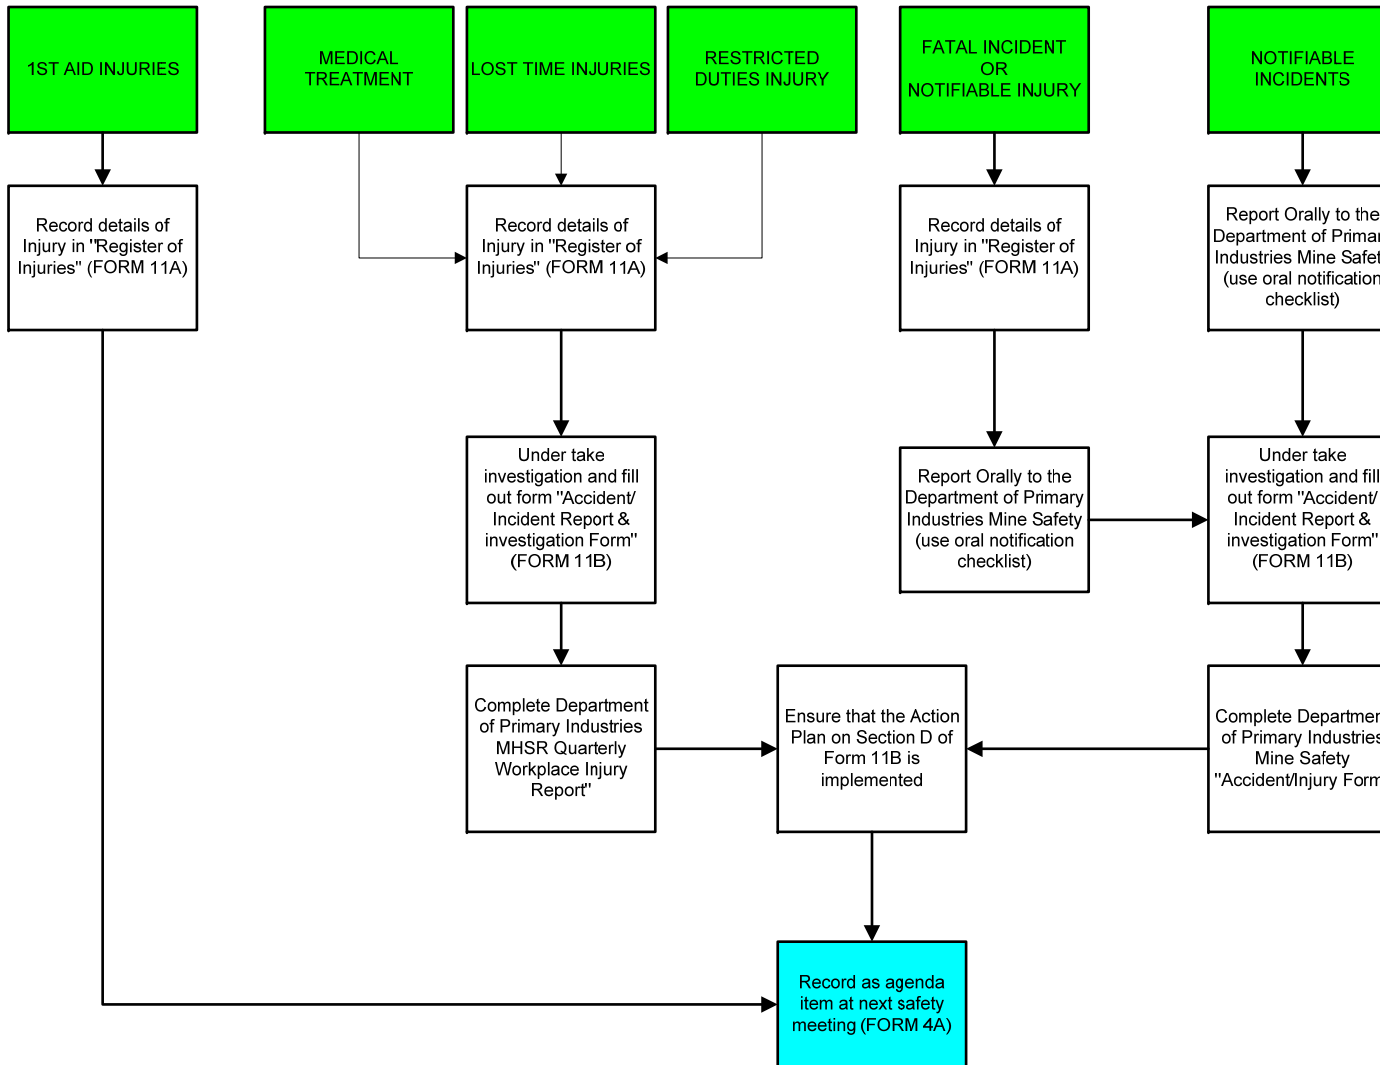 1ST AID INJURIES
MEDICAL
TREATMENT
LOST TIME INJURIES
RESTRICTED
DUTIES INJURY
FATAL INCIDENT
OR
NOTIFIABLE INJURY
NOTIFIABLE
INCIDENTS
Record details of
Injury in "Register of
Injuries" (FORM 11A)
Record details of
Injury in "Register of
Injuries" (FORM 11A)
Record details of
Injury in "Register of
Injuries" (FORM 11A)
Report Orally to the
Department of Primar
Industries Mine Safet
(use oral notification
checklist)
Under take
investigation and fill
out form "Accident/
Incident Report &
investigation Form"
(FORM 11B)
Report Orally to the
Department of Primary
Industries Mine Safety
(use oral notification
checklist)
Under take
investigation and fill
out form "Accident/
Incident Report &
investigation Form"
(FORM 11B)
Complete Department
of Primary Industries
MHSR Quarterly
Workplace Injury
Report"
Ensure that the Action
Plan on Section D of
Form 11B is
implemented
Complete Departmen
of Primary Industries
Mine Safety
"Accident/Injury Form
Record as agenda
item at next safety
meeting (FORM 4A)